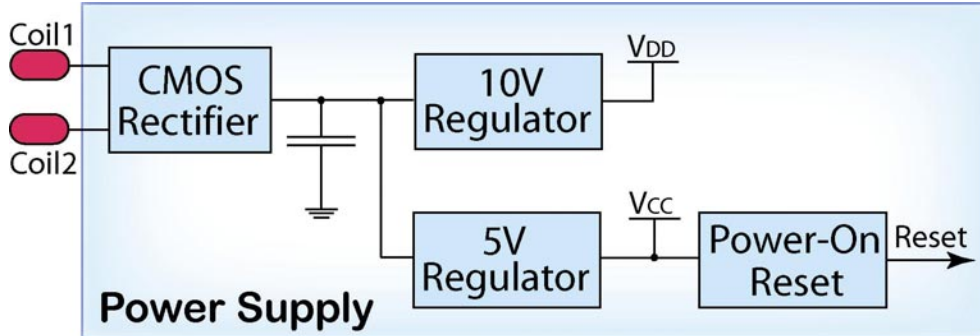 Coil1
Coil2
CMOS
Rectifier
10V
Regulator
VDD
5V
Regulator
VCC
Power-On
Reset
Reset
Power Supply